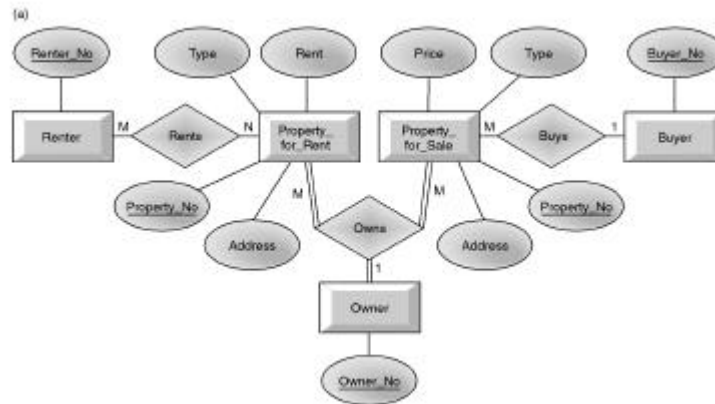 (a)
Renter_No
Type
Rent
Price
Type
Buyer_No
Renter
M
Rents
N
Property_
for_Rent
Property_
for_Sale
M
Buys
1
Buyer
Property_No
M
M
Property_No
Address
Owns
Address
1
Owner
Owner_No